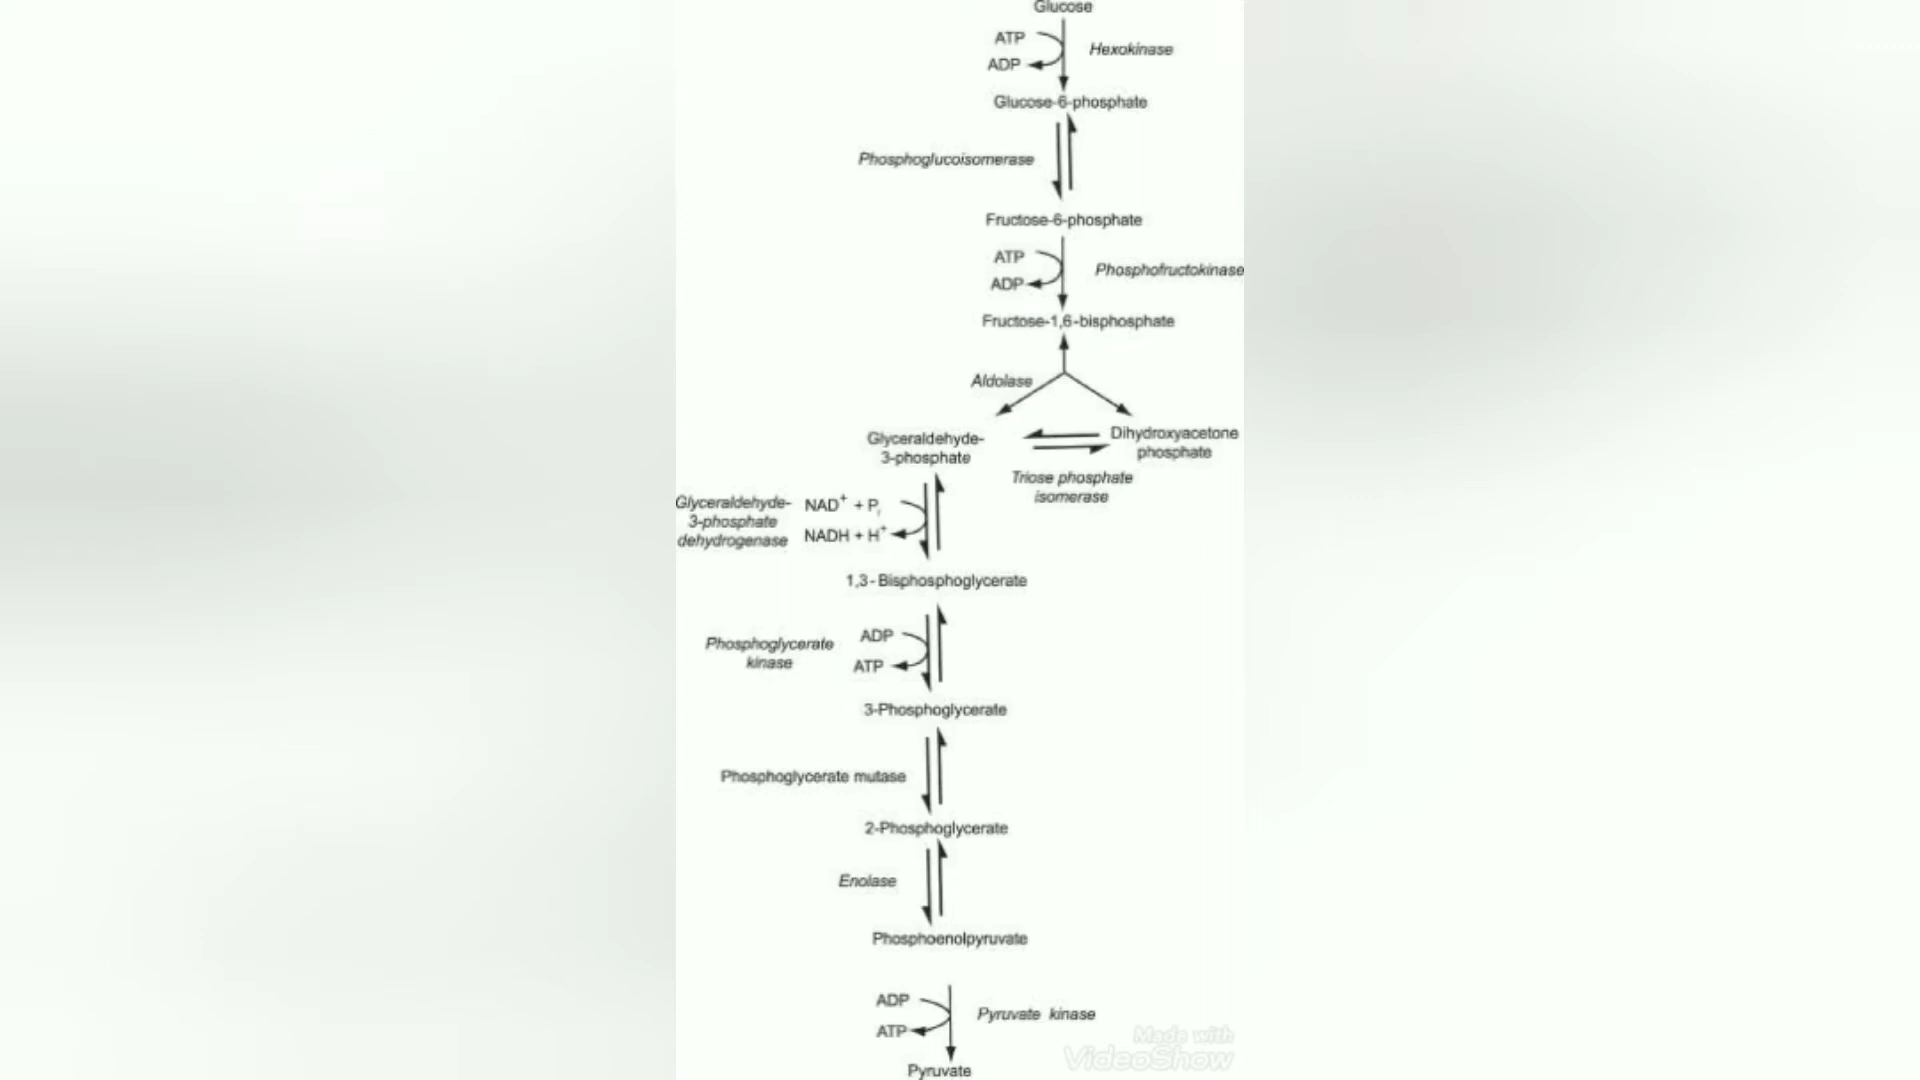 Glucose
ATP
Hexokinase
ADP
Glucose-6-phosphate
Phosphoglucoisomerase
Fructose-6-phosphate
ATP
Phosphofructokinase
ADP
Fructose-1,6-bisphosphate
Aldolase
Glyceraldehyde-
3-phosphate
Dihydroxyacetone
phosphate
Triose phosphate
isomerase
Glyceraldehyde-
3-phosphate
dehydrogenase
NAD+ + Pi
NADH + H+
1,3- Bisphosphoglycerate
Phosphoglycerate
kinase
ADP
ATP
3-Phosphoglycerate
Phosphoglycerate mutase
2-Phosphoglycerate
Enolase
Phosphoenolpyruvate
ADP
Pyruvate kinase
ATP
Pyruvate
Made with
VideoShow